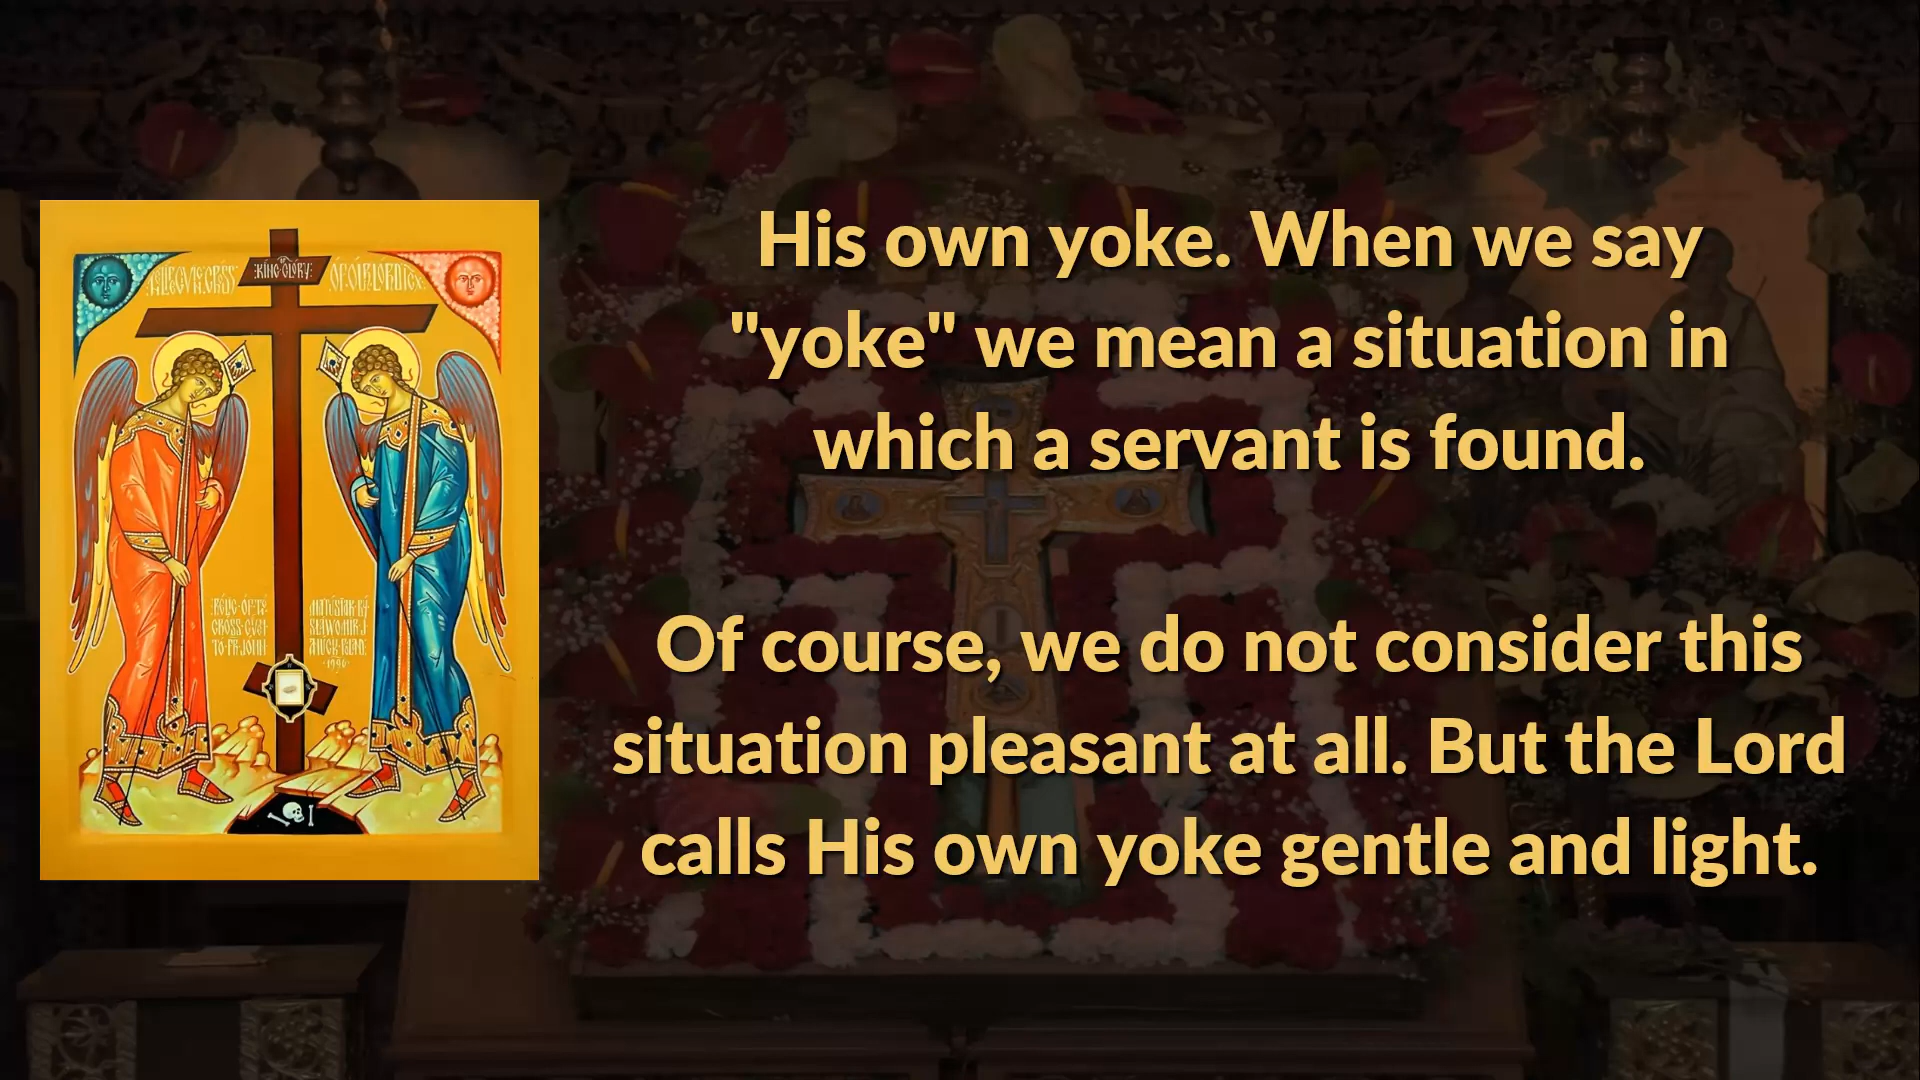 KING GLORY
His own yoke. When we say
"yoke" we mean a situation in
which a servant is found.
Of course, we do not consider this
situation pleasant at all. But the Lord
calls His own yoke gentle and light.